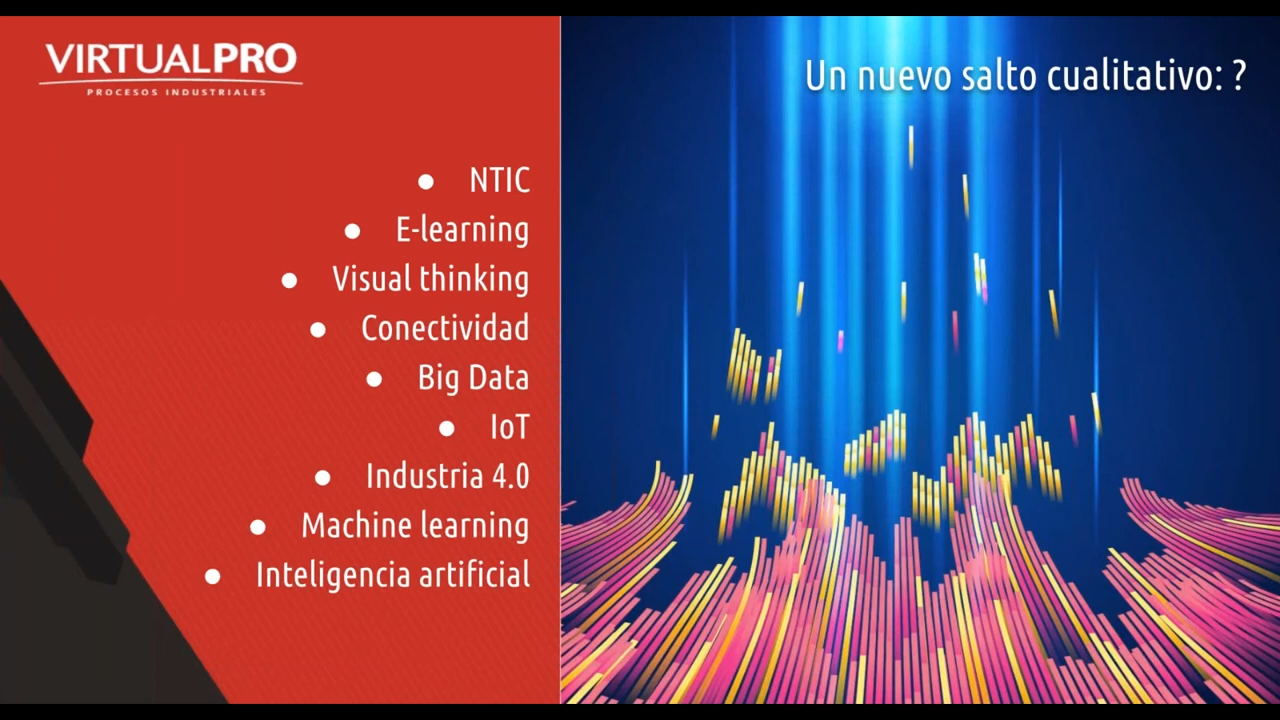 VIRTUALPRO
PROCESOS INDUSTRIALES
Un nuevo salto cualitativo: ?
● NTIC
● E-learning
● Visual thinking
● Conectividad
● Big Data
● IoT
● Industria 4.0
● Machine learning
● Inteligencia artificial